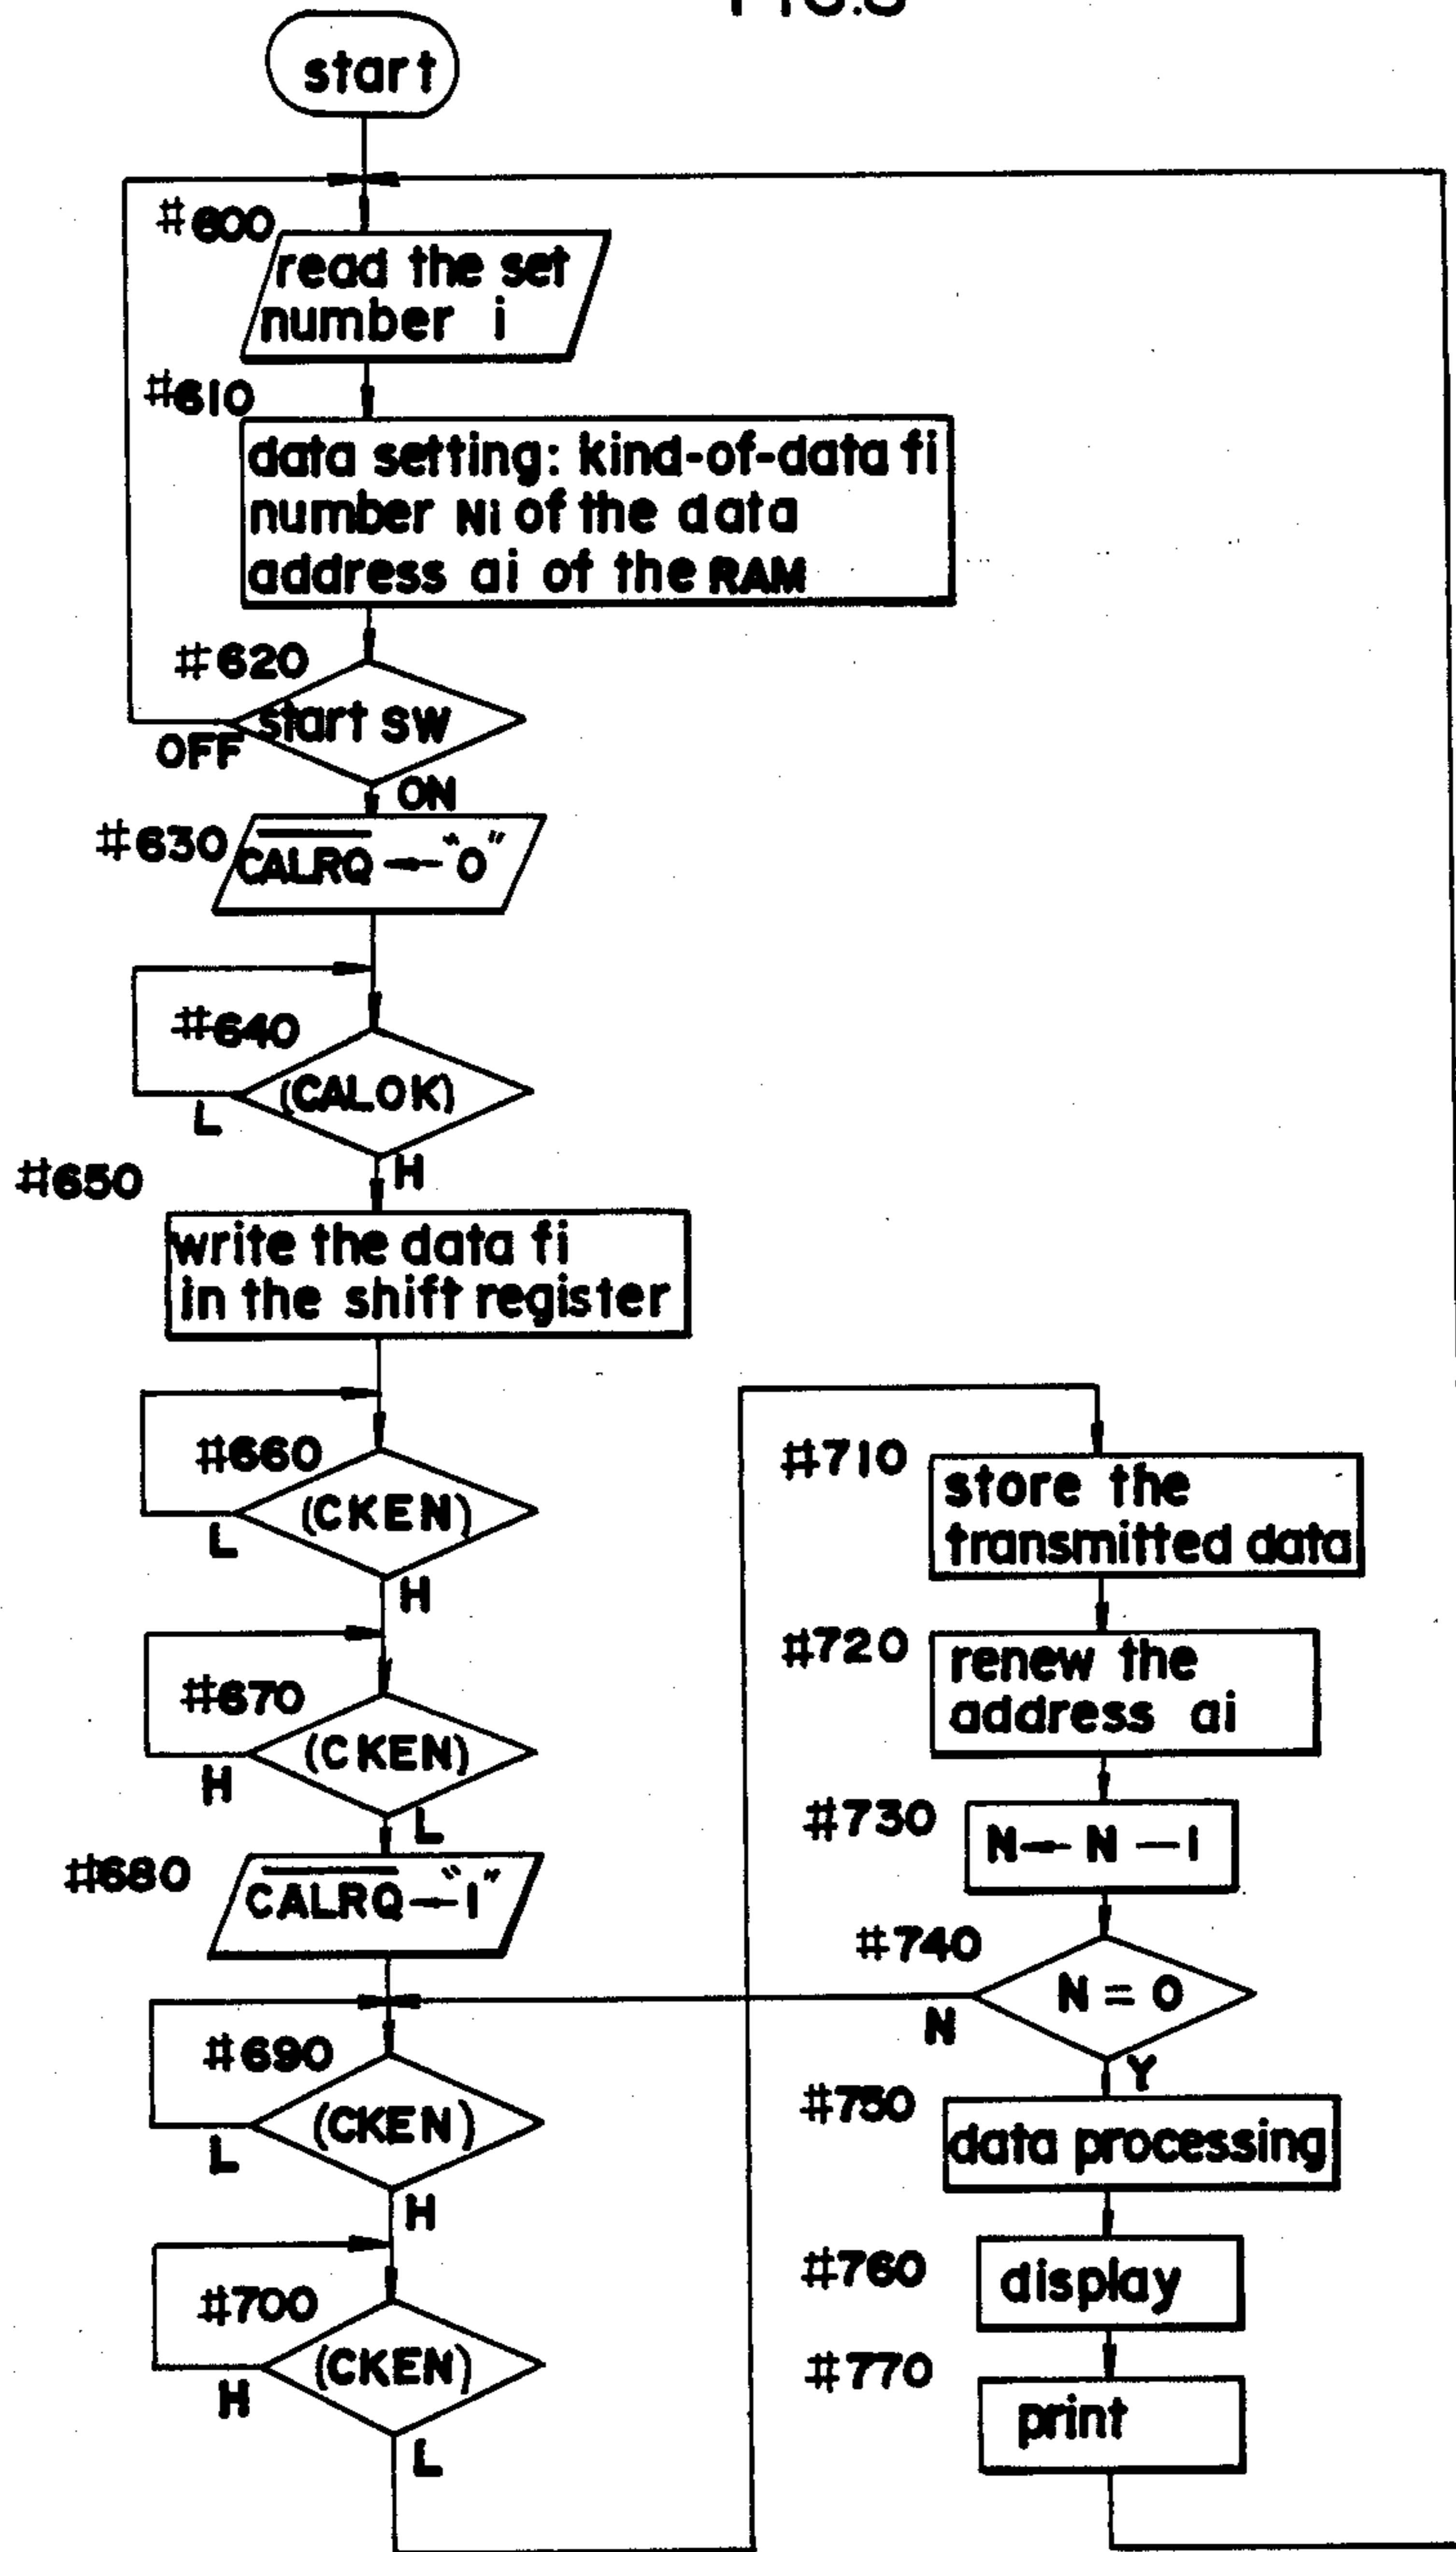 start
#600
read the set
number i
#610
data setting: kind-of-data fi
number Ni of the data
address ai of the RAM
#620
start SW
OFF
ON
#630
C̅A̅L̅R̅Q̅ ← "0"
#640
(CALOK)
L
H
#650
write the data fi
in the shift register
#660
(CKEN)
L
H
#670
(CKEN)
H
L
#680
C̅A̅L̅R̅Q̅ ← "1"
#690
(CKEN)
L
H
#700
(CKEN)
H
L
#710
store the
transmitted data
#720
renew the
address ai
#730
N ← N — 1
#740
N = 0
N
Y
#750
data processing
#760
display
#770
print